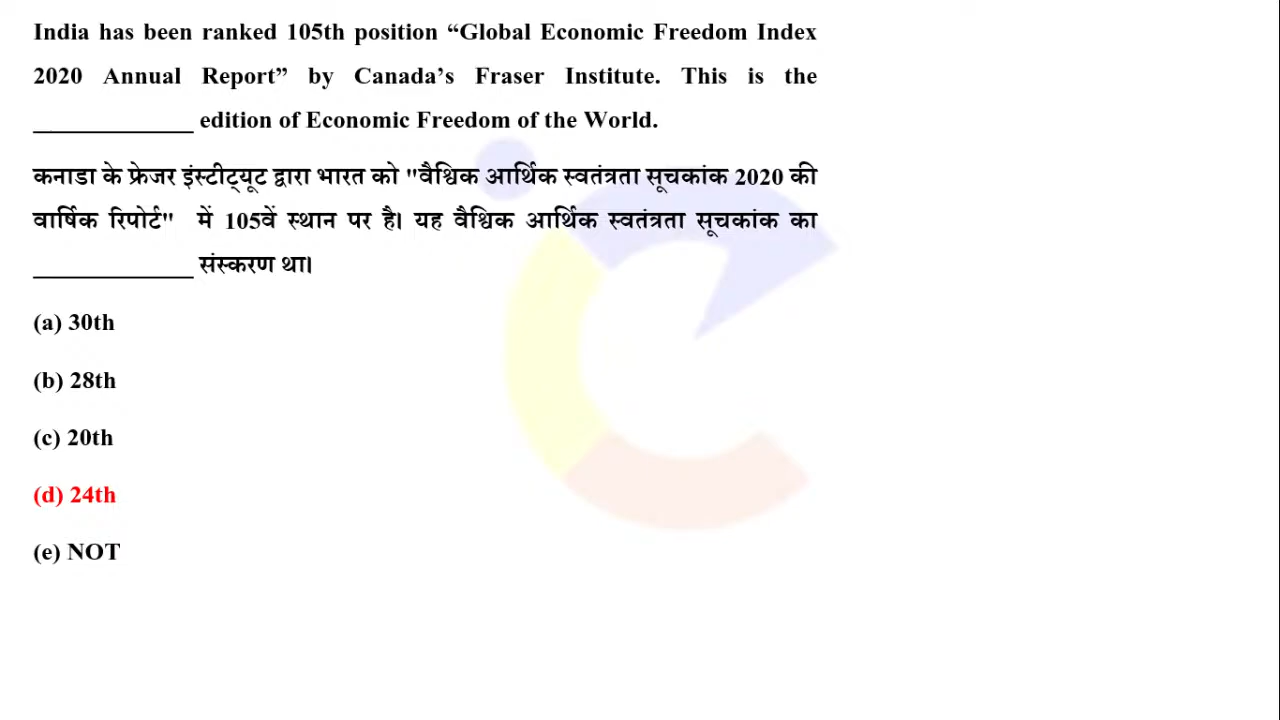 India has been ranked 105th position “Global Economic Freedom Index
2020 Annual Report” by Canada’s Fraser Institute. This is the
_____________ edition of Economic Freedom of the World.
कनाडा के फ्रेजर इंस्टीट्यूट द्वारा भारत को "वैश्विक आर्थिक स्वतंत्रता सूचकांक 2020 की
वार्षिक रिपोर्ट" में 105वें स्थान पर है। यह वैश्विक आर्थिक स्वतंत्रता सूचकांक का
_____________ संस्करण था।
(a) 30th
(b) 28th
(c) 20th
(d) 24th
(e) NOT